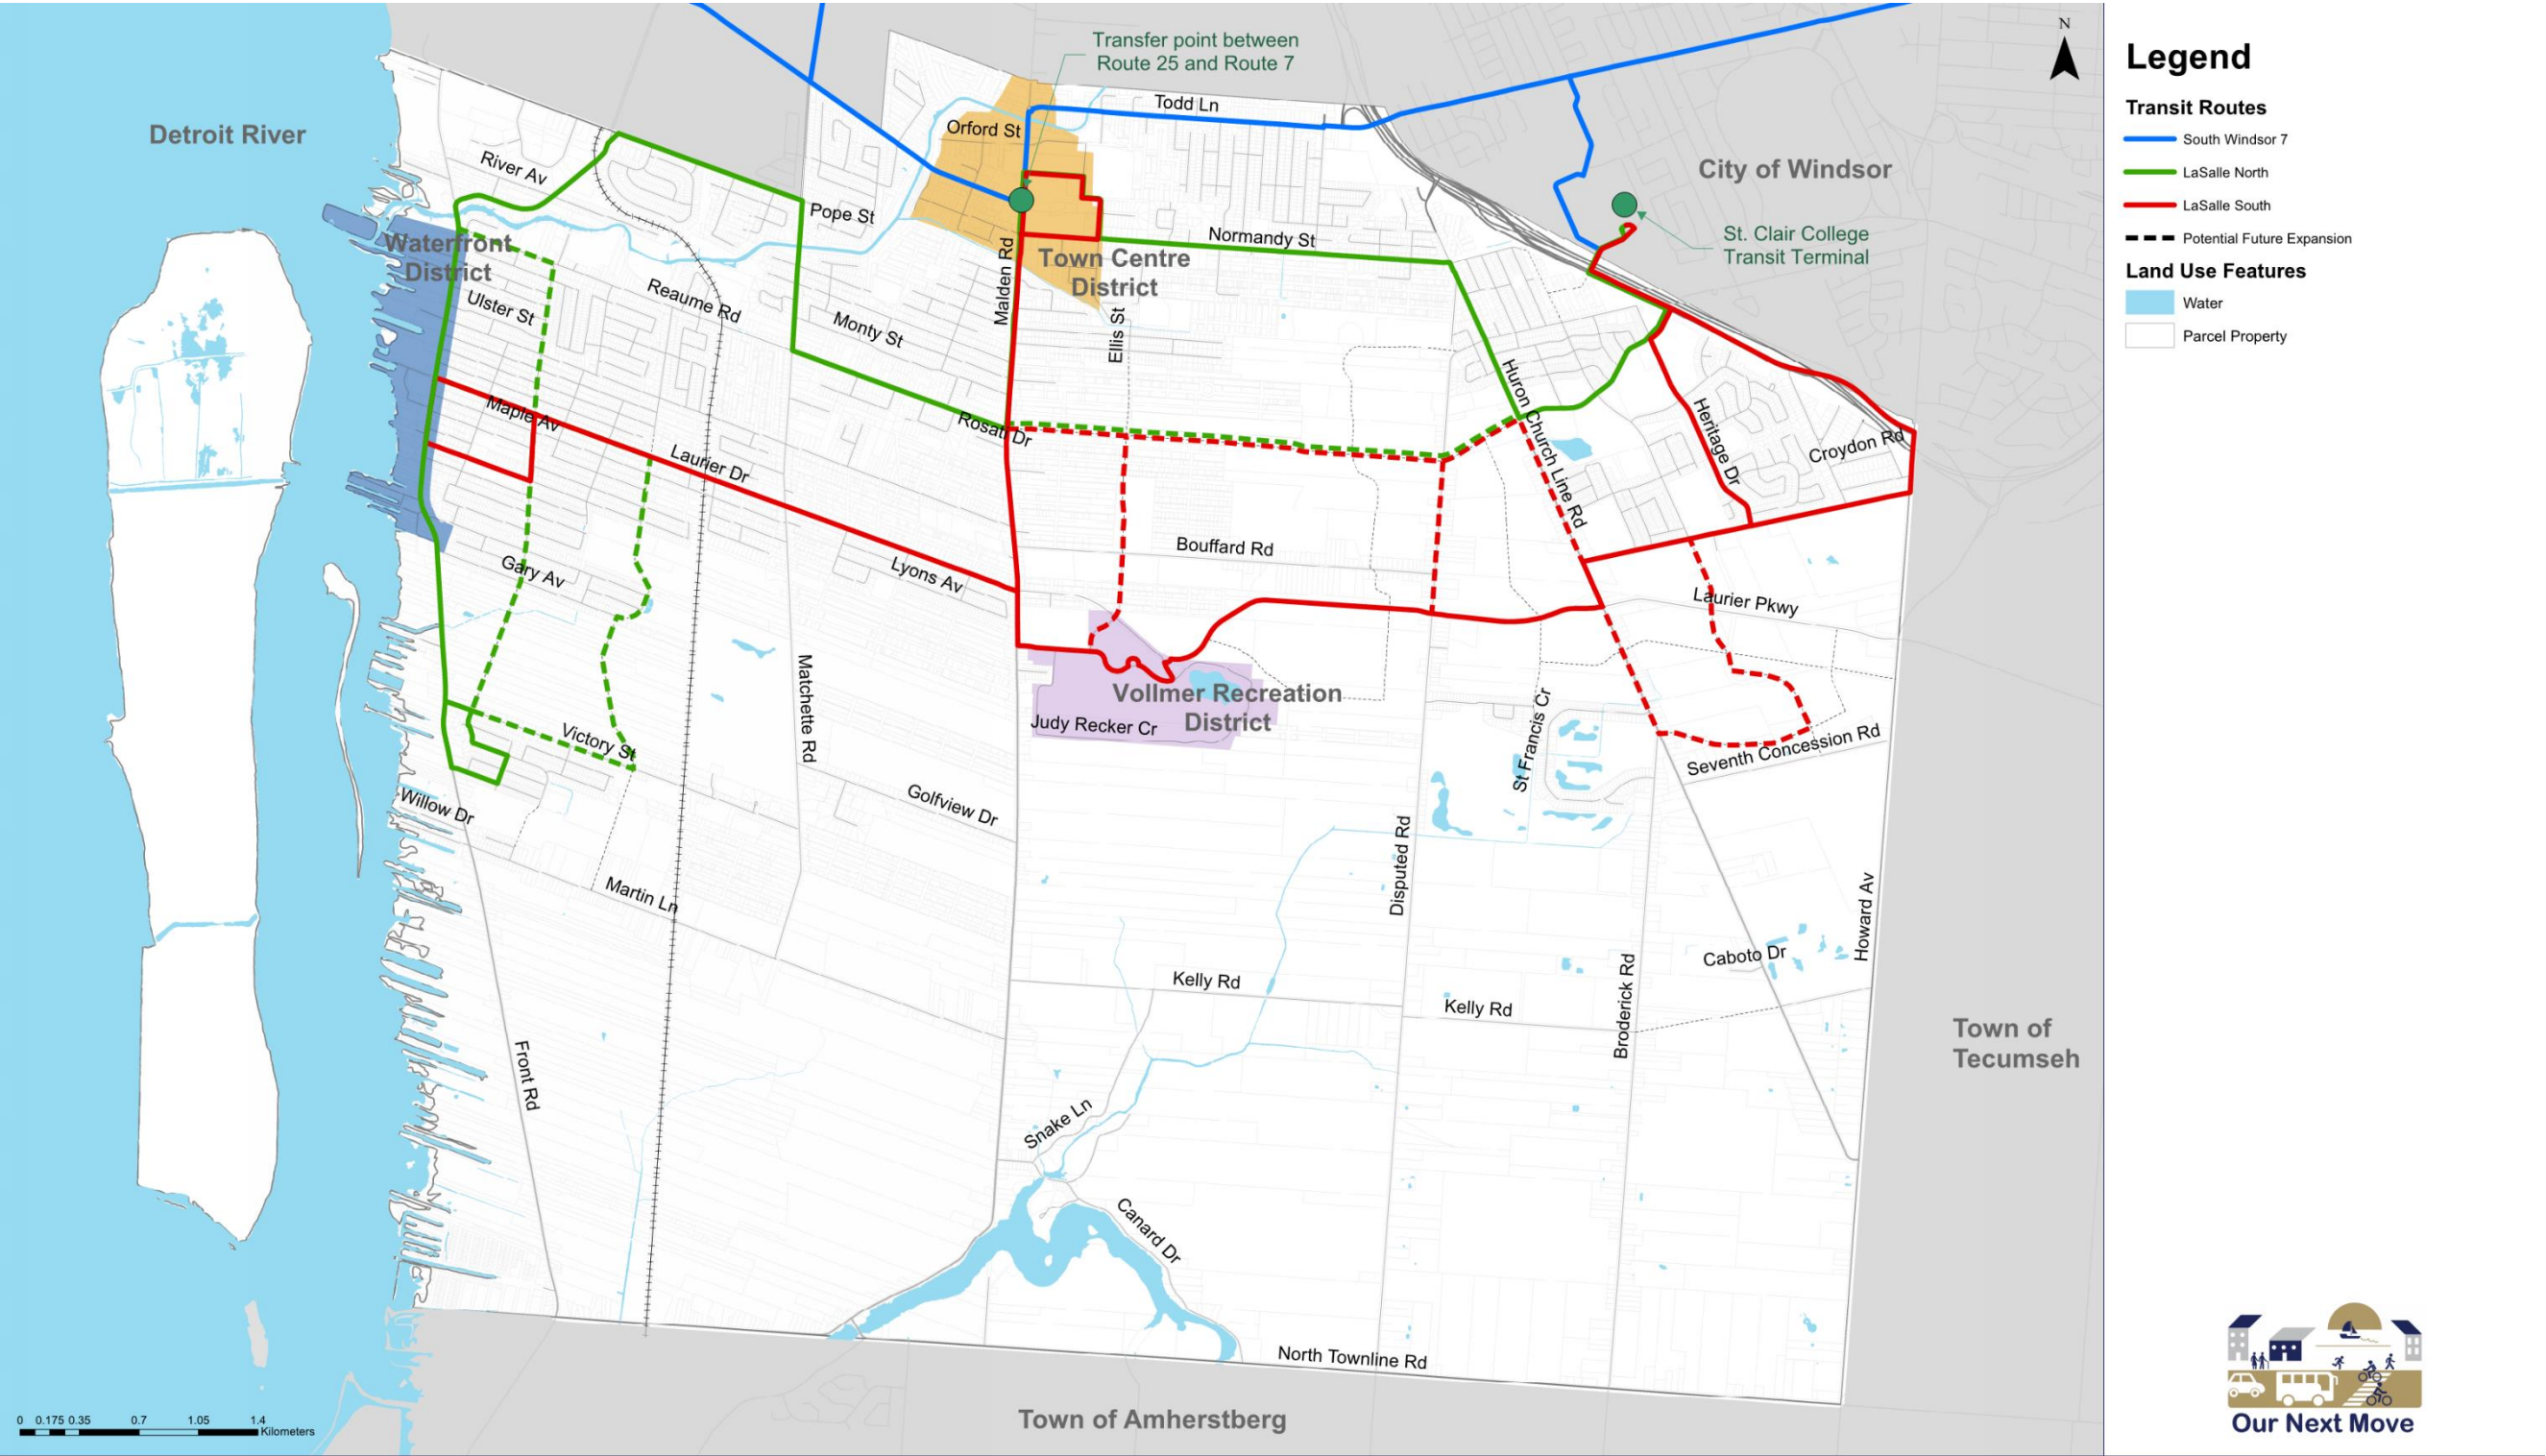 N
Transfer point between
Route 25 and Route 7
Todd Ln
Detroit River
Orford St
River Av
City of Windsor
Pope St
St. Clair College
Transit Terminal
Normandy St
Waterfront
District
Malden Rd
Town Centre
District
Ulster St
Reaume Rd
Monty St
Ellis St
Huron Church Line Rd
Maple Av
Rosati Dr
Heritage Dr
Croydon Rd
Laurier Dr
Bouffard Rd
Gary Av
Lyons Av
Laurier Pkwy
Matchette Rd
Vollmer Recreation
District
Judy Recker Cr
St Francis Cr
Victory St
Seventh Concession Rd
Willow Dr
Golfview Dr
Disputed Rd
Martin Ln
Howard Av
Caboto Dr
Kelly Rd
Kelly Rd
Broderick Rd
Town of
Tecumseh
Front Rd
Snake Ln
Canard Dr
North Townline Rd
Town of Amherstberg
0 0.175 0.35 0.7 1.05 1.4
Kilometers
Legend
Transit Routes
South Windsor 7
LaSalle North
LaSalle South
Potential Future Expansion
Land Use Features
Water
Parcel Property
Our Next Move